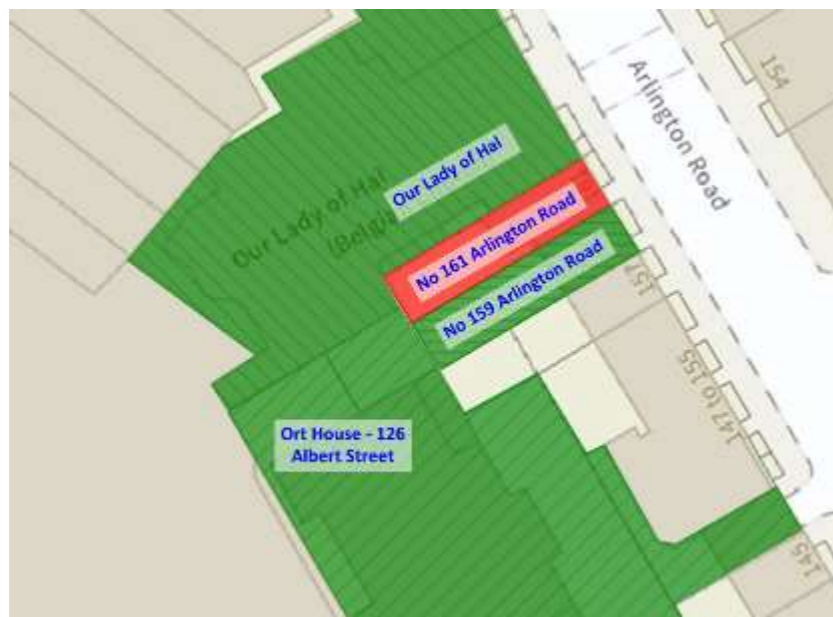 154
Arlington Road
Our Lady of Hal
Our Lady of Hal
(Belgia
No 161 Arlington Road
No 159 Arlington Road
157
147 to 155
Ort House - 126
Albert Street
145